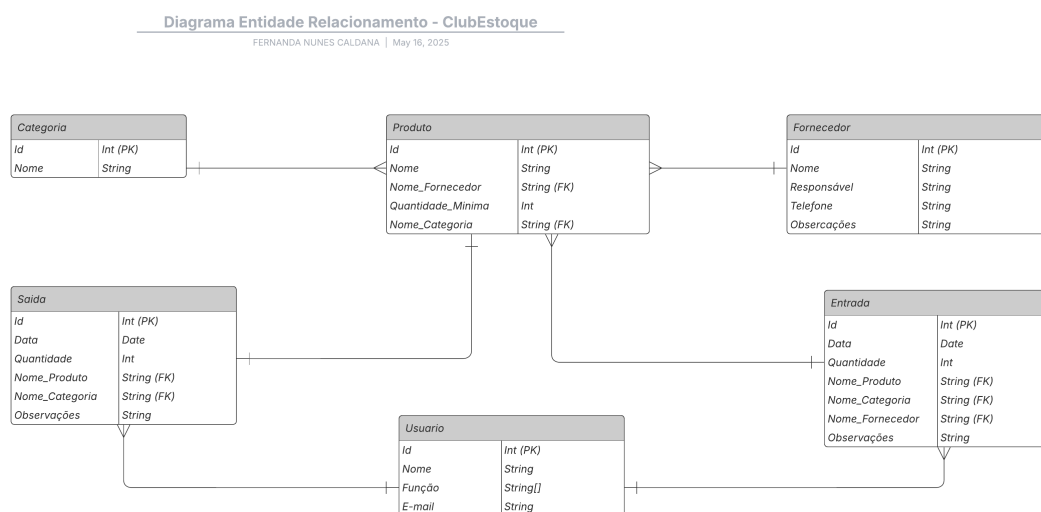 Diagrama Entidade Relacionamento - ClubEstoque
FERNANDA NUNES CALDANA | May 16, 2025
Categoria
Id Int (PK)
Nome String
Produto
Id Int (PK)
Nome String
Nome_Fornecedor String (FK)
Quantidade_Minima Int
Nome_Categoria String (FK)
Fornecedor
Id Int (PK)
Nome String
Responsável String
Telefone String
Obsercações String
Saida
Id Int (PK)
Data Date
Quantidade Int
Nome_Produto String (FK)
Nome_Categoria String (FK)
Observações String
Entrada
Id Int (PK)
Data Date
Quantidade Int
Nome_Produto String (FK)
Nome_Categoria String (FK)
Nome_Fornecedor String (FK)
Observações String
Usuario
Id Int (PK)
Nome String
Função String[]
E-mail String